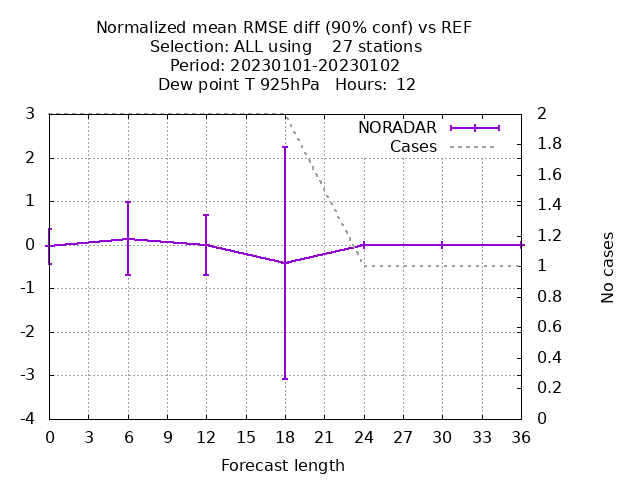 Normalized mean RMSE diff (90% conf) vs REF
Selection: ALL using    27 stations
Period: 20230101-20230102
Dew point T 925hPa   Hours:  12
3
2
1
0
-1
-2
-3
-4
NORADAR
Cases
2
1.8
1.6
1.4
1.2
1
0.8
0.6
0.4
0.2
0
No cases
0 3 6 9 12 15 18 21 24 27 30 33 36
Forecast length